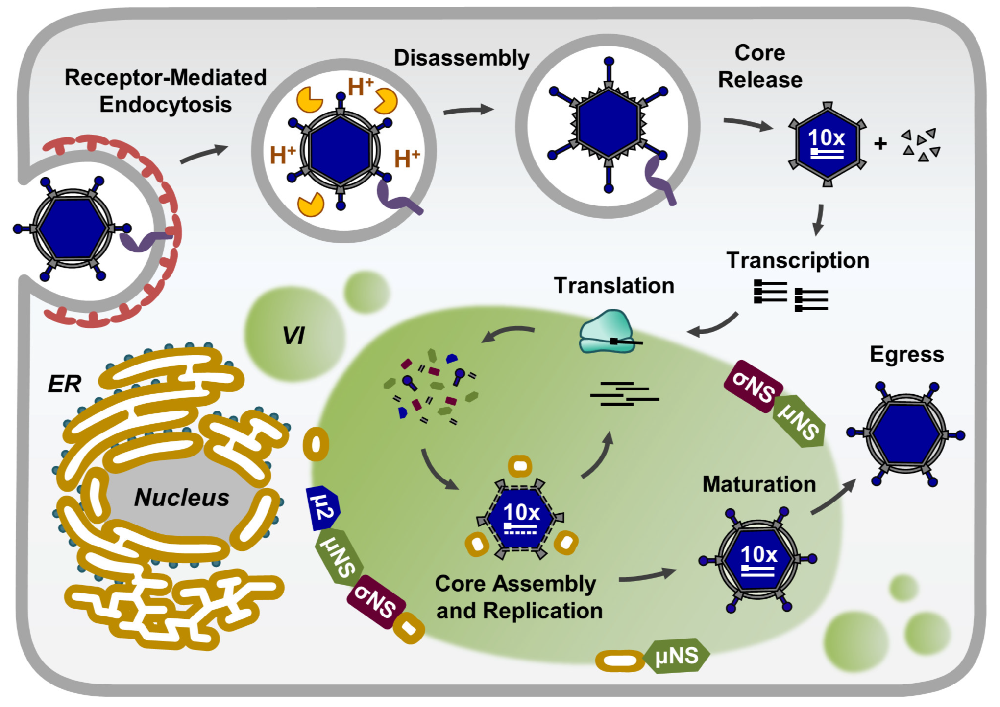 Receptor-Mediated
Endocytosis
H⁺
H⁺
H⁺
Disassembly
Core
Release
10x
+
Transcription
Translation
VI
ER
Nucleus
σNS
µNS
Egress
µ2
µNS
σNS
10x
Core Assembly
and Replication
Maturation
10x
µNS